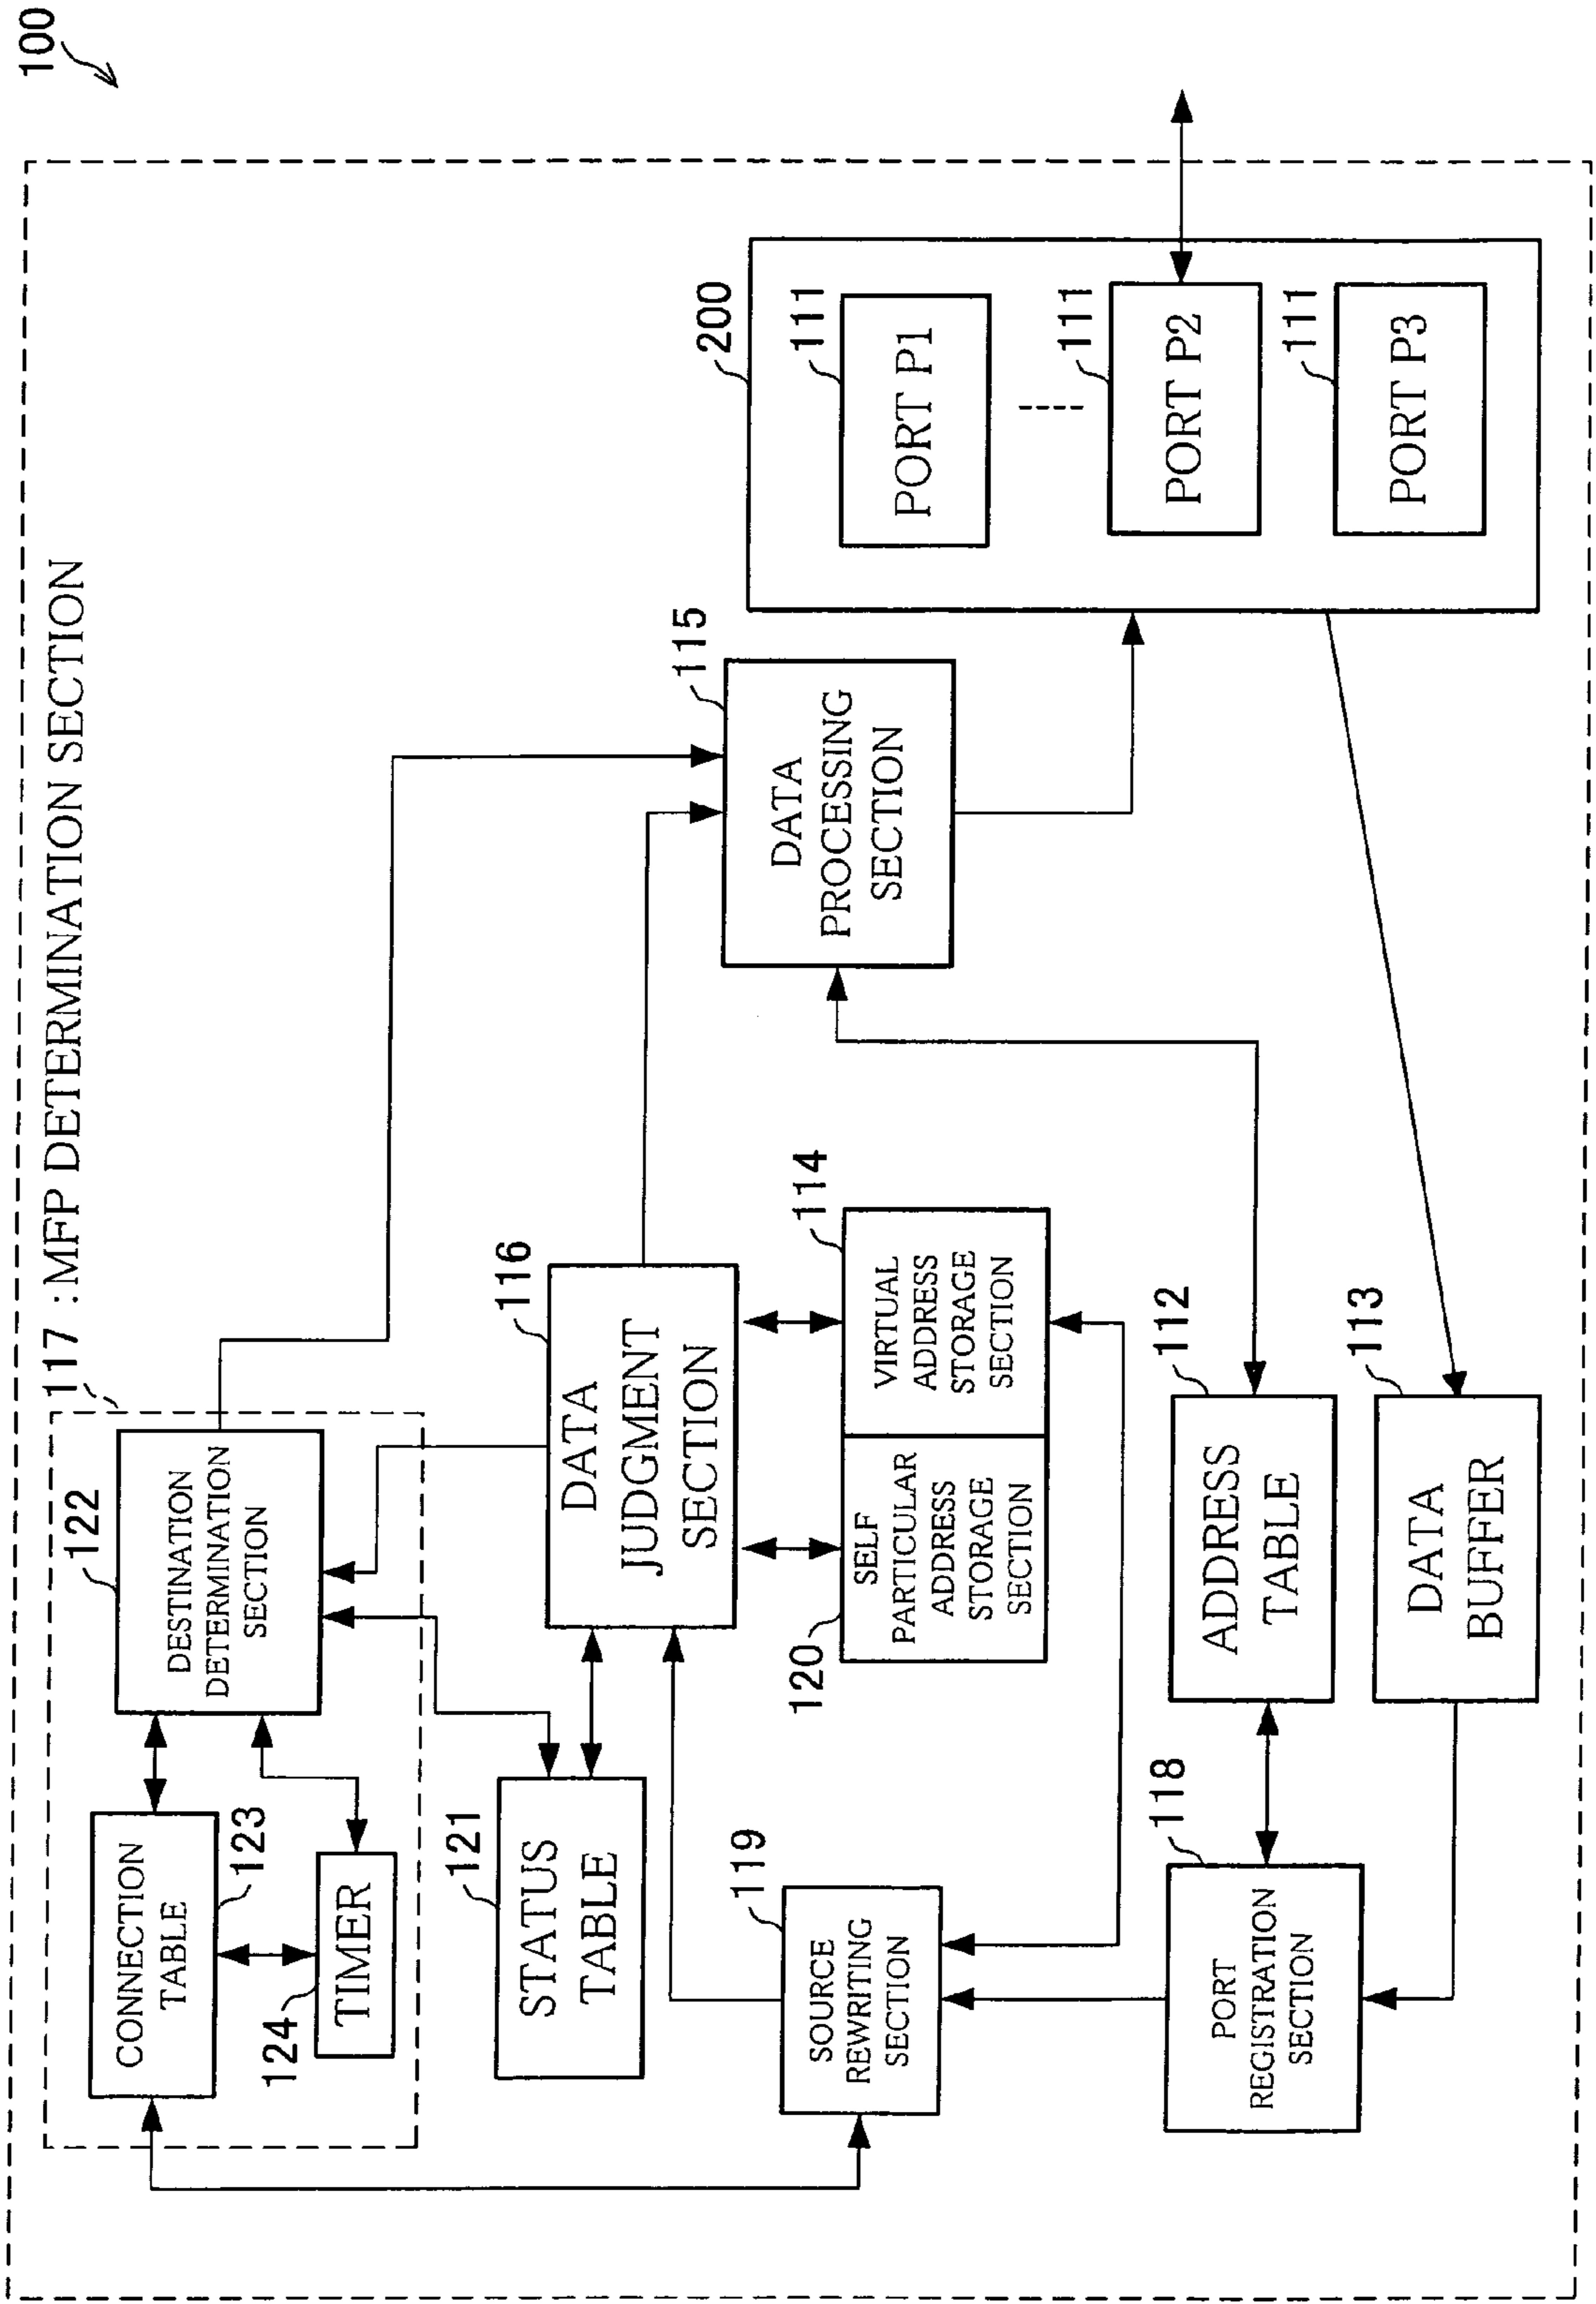 100
117 : MFP DETERMINATION SECTION
122
DESTINATION
DETERMINATION
SECTION
CONNECTION
TABLE
123
124
TIMER
121
STATUS
TABLE
116
DATA
JUDGMENT
SECTION
115
DATA
PROCESSING
SECTION
200
111
PORT P1
111
PORT P2
111
PORT P3
119
SOURCE
REWRITING
SECTION
120
SELF
PARTICULAR
ADDRESS
STORAGE
SECTION
114
VIRTUAL
ADDRESS
STORAGE
SECTION
118
PORT
REGISTRATION
SECTION
112
ADDRESS
TABLE
113
DATA
BUFFER